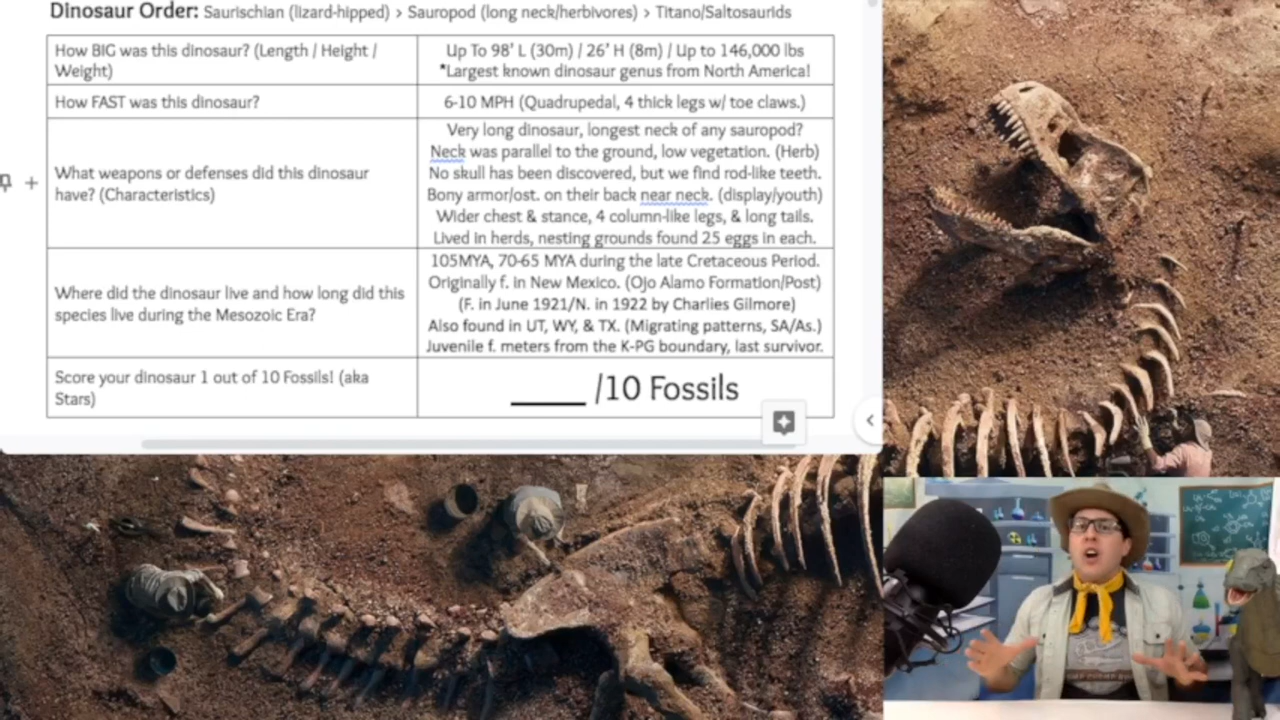 Dinosaur Order: Saurischian (lizard-hipped) > Sauropod (long neck/herbivores) > Titano/Saltosaurids
How BIG was this dinosaur? (Length / Height /
Weight)
Up To 98' L (30m) / 26' H (8m) / Up to 146,000 lbs
*Largest known dinosaur genus from North America!
How FAST was this dinosaur?
6-10 MPH (Quadrupedal, 4 thick legs w/ toe claws.)
What weapons or defenses did this dinosaur
have? (Characteristics)
Very long dinosaur, longest neck of any sauropod?
Neck was parallel to the ground, low vegetation. (Herb)
No skull has been discovered, but we find rod-like teeth.
Bony armor/ost. on their back near neck. (display/youth)
Wider chest & stance, 4 column-like legs, & long tails.
Lived in herds, nesting grounds found 25 eggs in each.
Where did the dinosaur live and how long did this
species live during the Mesozoic Era?
105MYA, 70-65 MYA during the late Cretaceous Period.
Originally f. in New Mexico. (Ojo Alamo Formation/Post)
(F. in June 1921/N. in 1922 by Charlies Gilmore)
Also found in UT, WY, & TX. (Migrating patterns, SA/As.)
Juvenile f. meters from the K-PG boundary, last survivor.
Score your dinosaur 1 out of 10 Fossils! (aka
Stars)
_____ /10 Fossils